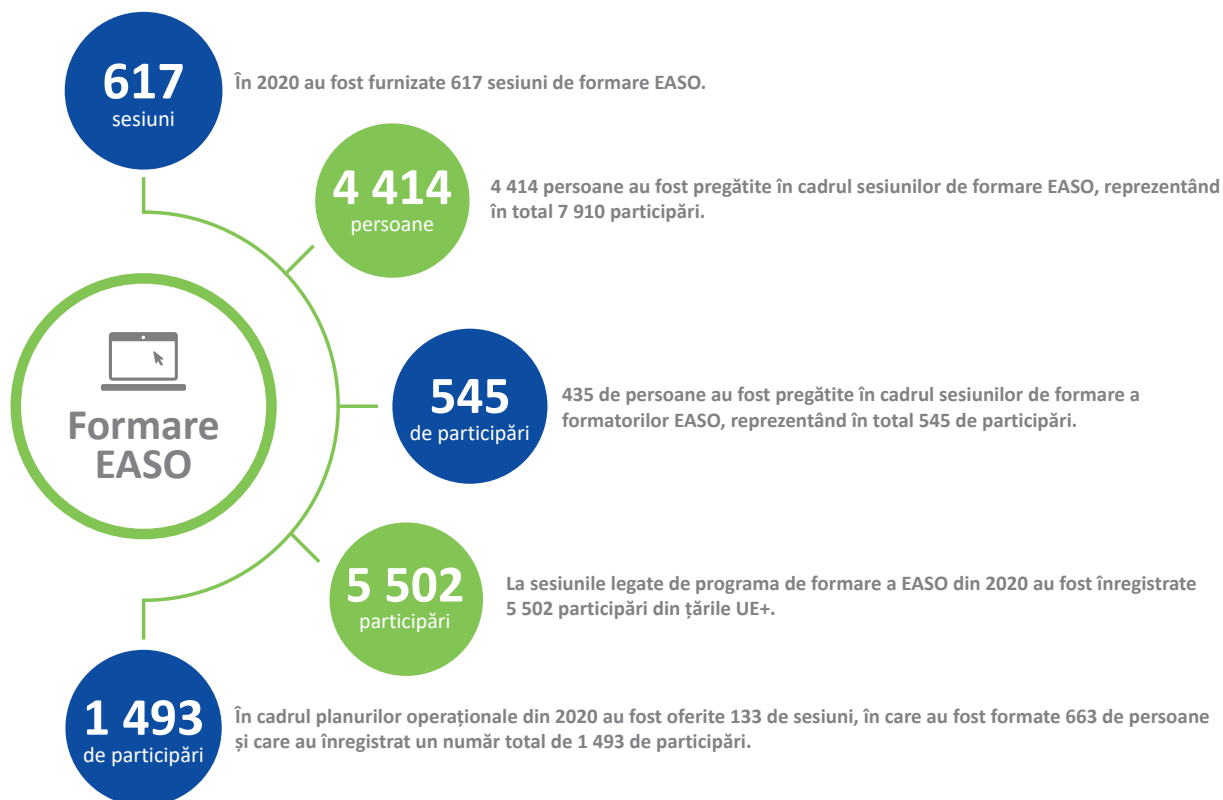 617
sesiuni
În 2020 au fost furnizate 617 sesiuni de formare EASO.
4 414
persoane
4 414 persoane au fost pregătite în cadrul sesiunilor de formare EASO, reprezentând
în total 7 910 participări.
Formare
EASO
545
de participări
435 de persoane au fost pregătite în cadrul sesiunilor de formare a
formatorilor EASO, reprezentând în total 545 de participări.
5 502
participări
La sesiunile legate de programa de formare a EASO din 2020 au fost înregistrate
5 502 participări din țările UE+.
1 493
de participări
În cadrul planurilor operaționale din 2020 au fost oferite 133 de sesiuni, în care au fost formate 663 de persoane
și care au înregistrat un număr total de 1 493 de participări.